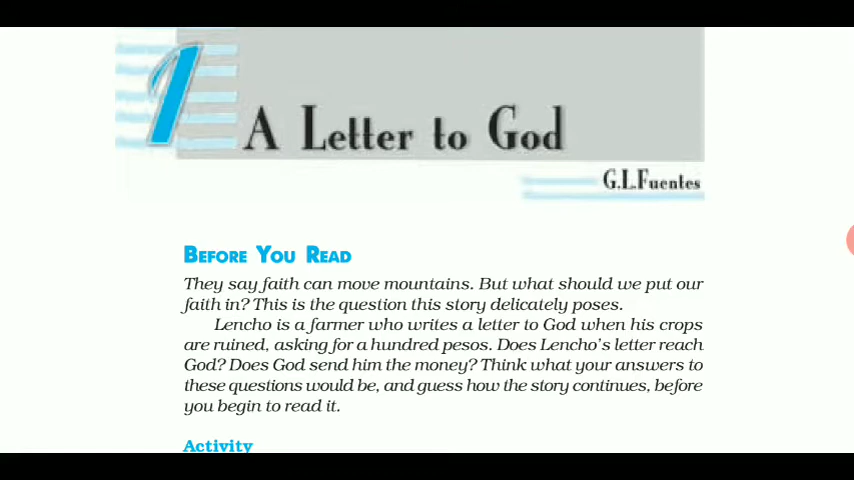 1
A Letter to God
G.L.Fuentes
BEFORE YOU READ
They say faith can move mountains. But what should we put our
faith in? This is the question this story delicately poses.
Lencho is a farmer who writes a letter to God when his crops
are ruined, asking for a hundred pesos. Does Lencho's letter reach
God? Does God send him the money? Think what your answers to
these questions would be, and guess how the story continues, before
you begin to read it.
Activity